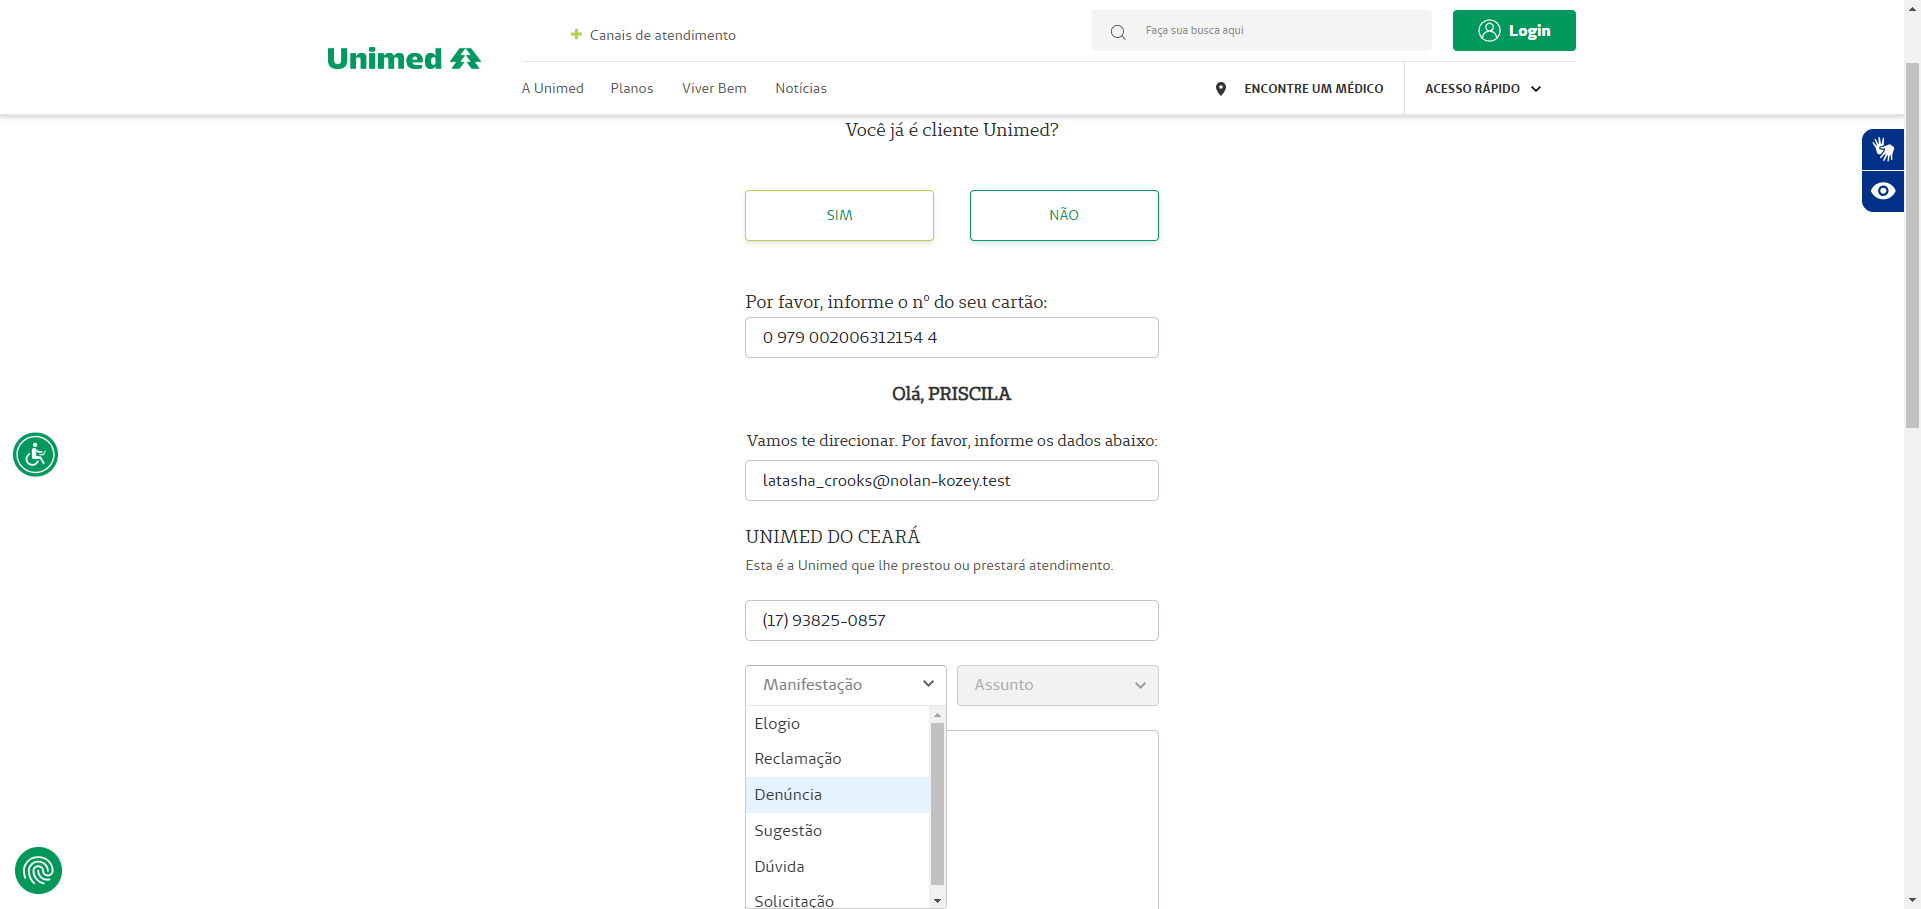 Canais de atendimento
Faça sua busca aqui
Login
Unimed
A Unimed
Planos
Viver Bem
Notícias
ENCONTRE UM MÉDICO
ACESSO RÁPIDO
Você já é cliente Unimed?
SIM
NÃO
Por favor, informe o nº do seu cartão:
0 979 002006312154 4
Olá, PRISCILA
Vamos te direcionar. Por favor, informe os dados abaixo:
latasha_crooks@nolan-kozey.test
UNIMED DO CEARÁ
Esta é a Unimed que lhe prestou ou prestará atendimento.
(17) 93825-0857
Manifestação
Assunto
Elogio
Reclamação
Denúncia
Sugestão
Dúvida
Solicitação